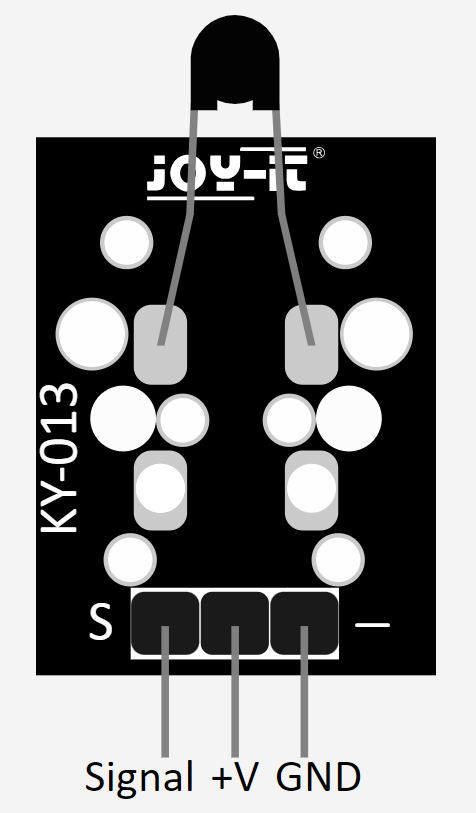 JOY-iT ®
KY-013
S –
Signal +V GND